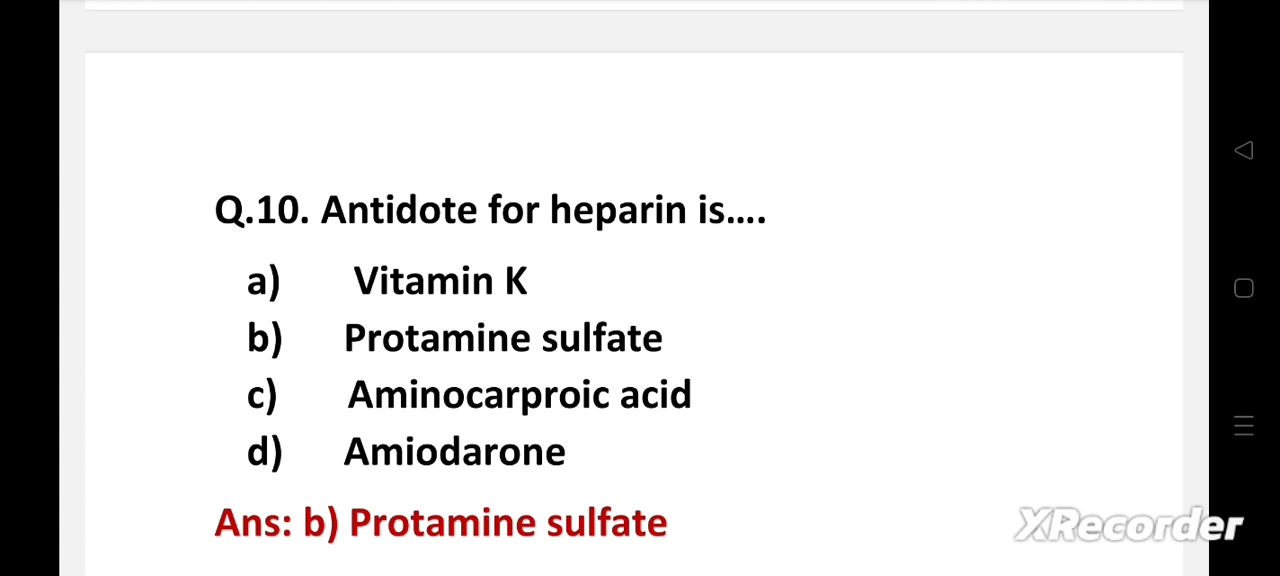 Q.10. Antidote for heparin is....
a) Vitamin K
b) Protamine sulfate
c) Aminocarproic acid
d) Amiodarone
Ans: b) Protamine sulfate
XRecorder